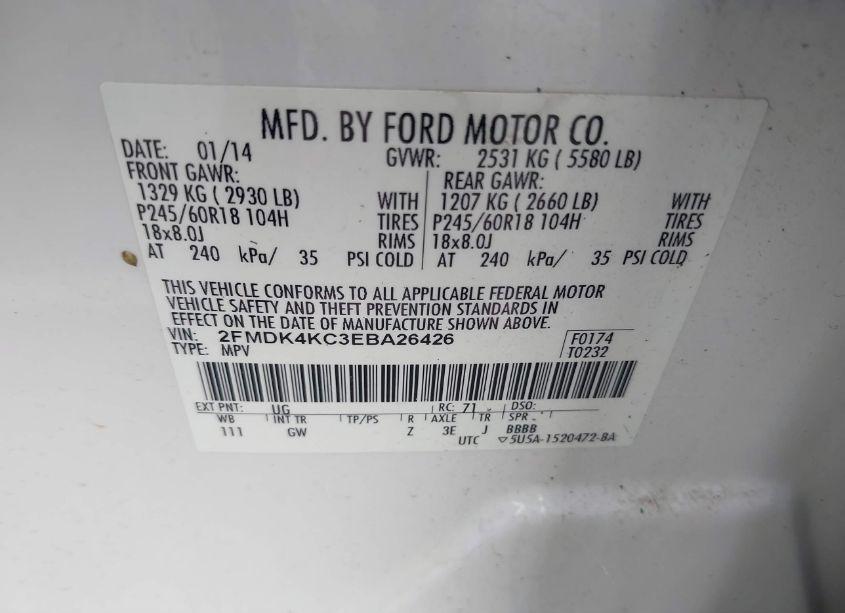 MFD. BY FORD MOTOR CO.
DATE: 01/14 GVWR: 2531 KG ( 5580 LB)
FRONT GAWR: REAR GAWR:
1329 KG ( 2930 LB) WITH 1207 KG ( 2660 LB) WITH
P245/60R18 104H TIRES P245/60R18 104H TIRES
18x8.0J RIMS 18x8.0J RIMS
AT 240 kPa/ 35 PSI COLD AT 240 kPa/ 35 PSI COLD
THIS VEHICLE CONFORMS TO ALL APPLICABLE FEDERAL MOTOR
VEHICLE SAFETY AND THEFT PREVENTION STANDARDS IN
EFFECT ON THE DATE OF MANUFACTURE SHOWN ABOVE.
VIN: 2FMDK4KC3EBA26426 F0174
TYPE: MPV T0232
EXT PNT: UG RC: 71 DSO:
WB INT TR TP/PS R AXLE TR SPR
111 GW Z 3E J BBBB
UTC ▽5U5A-1520472-BA